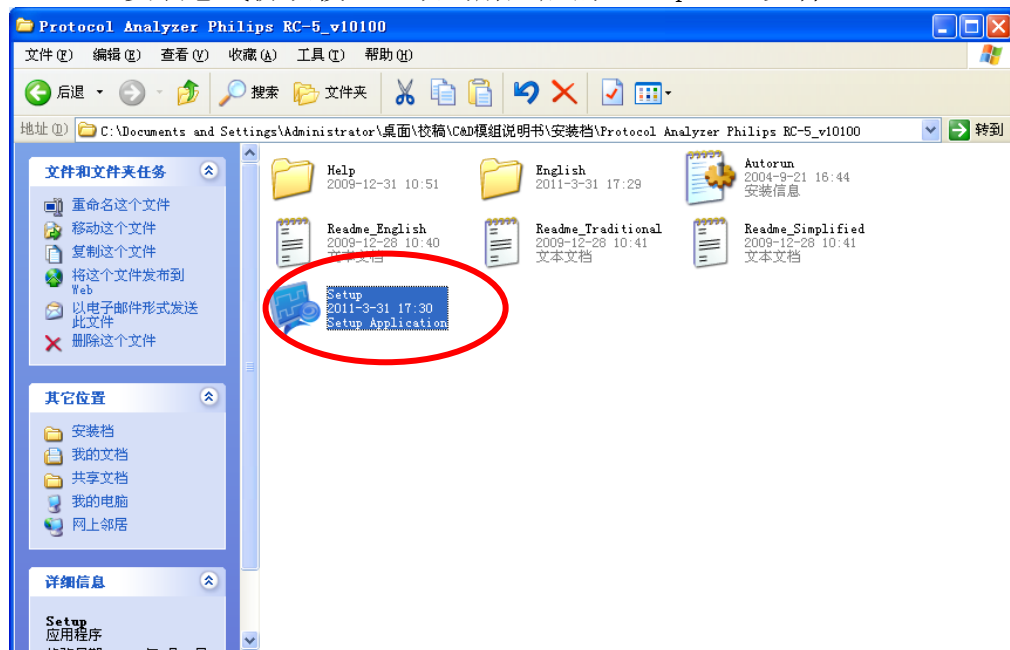 Protocol Analyzer Philips RC-5_v10100
文件(F) 编辑(E) 查看(V) 收藏(A) 工具(T) 帮助(H)
后退 搜索 文件夹
地址(D) C:\Documents and Settings\Administrator\桌面\校稿\C&D模组说明书\安装档\Protocol Analyzer Philips RC-5_v10100 转到
文件和文件夹任务
重命名这个文件
移动这个文件
复制这个文件
将这个文件发布到
Web
以电子邮件形式发送
此文件
删除这个文件
其它位置
安装档
我的文档
共享文档
我的电脑
网上邻居
详细信息
Setup
应用程序
Help
2009-12-31 10:51
English
2011-3-31 17:29
Autorun
2004-9-21 16:44
安装信息
Readme_English
2009-12-28 10:40
文本文档
Readme_Traditional
2009-12-28 10:41
文本文档
Readme_Simplified
2009-12-28 10:41
文本文档
Setup
2011-3-31 17:30
Setup Application